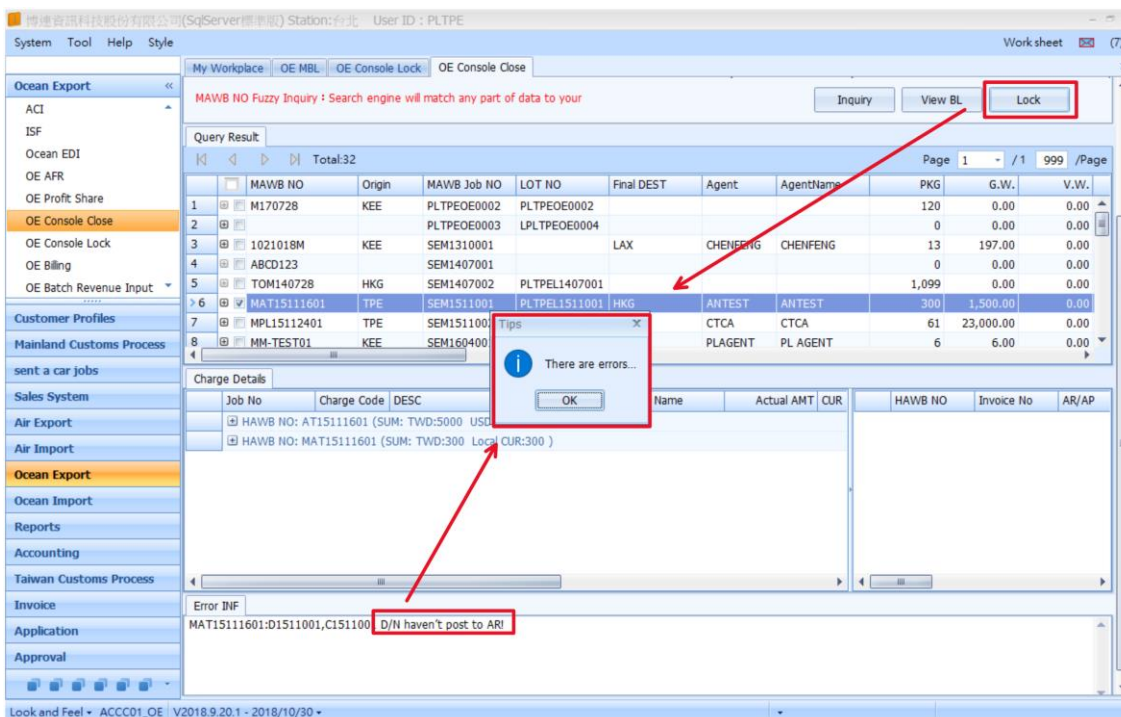 博連資訊科技股份有限公司(SqlServer標準版) Station:台北 User ID : PLTPE
System Tool Help Style Work sheet (7)
My Workplace OE MBL OE Console Lock OE Console Close
Ocean Export
ACI
ISF
Ocean EDI
OE AFR
OE Profit Share
OE Console Close
OE Console Lock
OE Billing
OE Batch Revenue Input
Customer Profiles
Mainland Customs Process
sent a car jobs
Sales System
Air Export
Air Import
Ocean Export
Ocean Import
Reports
Accounting
Taiwan Customs Process
Invoice
Application
Approval
MAWB NO Fuzzy Inquiry : Search engine will match any part of data to your
Inquiry View BL Lock
Query Result
Total:32 Page 1 / 1 999 /Page
MAWB NO Origin MAWB Job NO LOT NO Final DEST Agent AgentName PKG G.W. V.W.
1 M170728 KEE PLTPEOE0002 PLTPEOE0002 120 0.00 0.00
2 PLTPEOE0003 LPLTPEOE0004 0 0.00 0.00
3 1021018M KEE SEM1310001 LAX CHENFENG CHENFENG 13 197.00 0.00
4 ABCD123 SEM1407001 0 0.00 0.00
5 TOM140728 HKG SEM1407002 PLTPEL1407001 1,099 0.00 0.00
6 MAT15111601 TPE SEM1511001 PLTPEL1511001 HKG ANTEST ANTEST 300 1,500.00 0.00
7 MPL15112401 TPE SEM151100 CTCA CTCA 61 23,000.00 0.00
8 MM-TEST01 KEE SEM160400 PLAGENT PL AGENT 6 6.00 0.00
Tips
There are errors...
OK
Charge Details
Job No Charge Code DESC Name Actual AMT CUR HAWB NO Invoice No AR/AP
HAWB NO: AT15111601 (SUM: TWD:5000 USD
HAWB NO: MAT15111601 (SUM: TWD:300 Local CUR:300 )
Error INF
MAT15111601:D1511001,C151100 D/N haven't post to AR!
Look and Feel ACCC01_OE V2018.9.20.1 - 2018/10/30